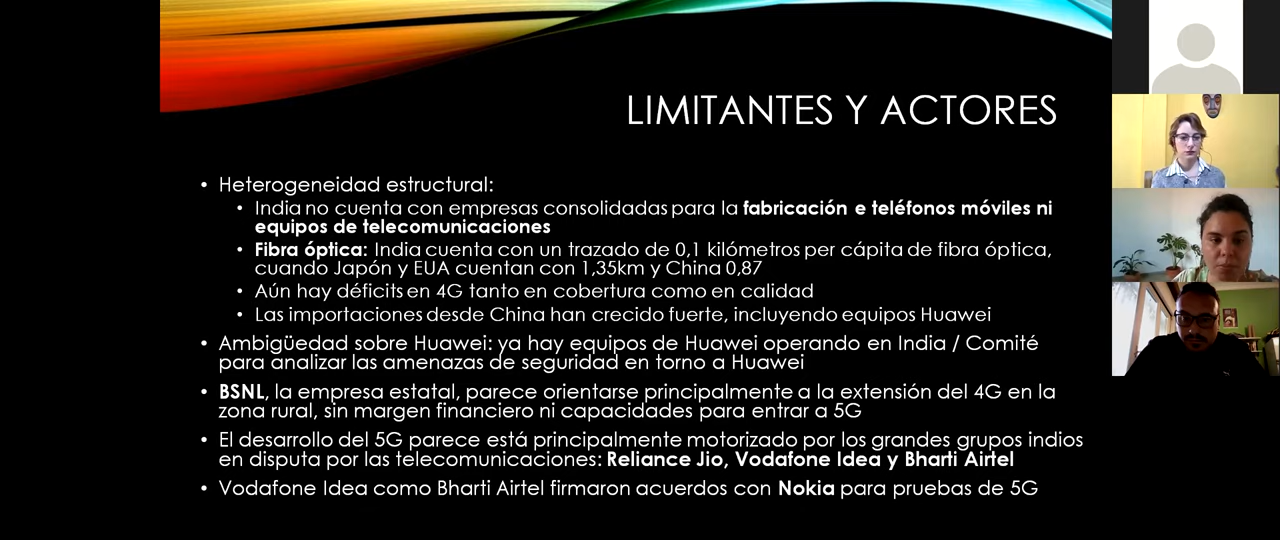 LIMITANTES Y ACTORES
• Heterogeneidad estructural:
• India no cuenta con empresas consolidadas para la fabricación e teléfonos móviles ni
equipos de telecomunicaciones
• Fibra óptica: India cuenta con un trazado de 0,1 kilómetros per cápita de fibra óptica,
cuando Japón y EUA cuentan con 1,35km y China 0,87
• Aún hay déficits en 4G tanto en cobertura como en calidad
• Las importaciones desde China han crecido fuerte, incluyendo equipos Huawei
• Ambigüedad sobre Huawei: ya hay equipos de Huawei operando en India / Comité
para analizar las amenazas de seguridad en torno a Huawei
• BSNL, la empresa estatal, parece orientarse principalmente a la extensión del 4G en la
zona rural, sin margen financiero ni capacidades para entrar a 5G
• El desarrollo del 5G parece está principalmente motorizado por los grandes grupos indios
en disputa por las telecomunicaciones: Reliance Jio, Vodafone Idea y Bharti Airtel
• Vodafone Idea como Bharti Airtel firmaron acuerdos con Nokia para pruebas de 5G